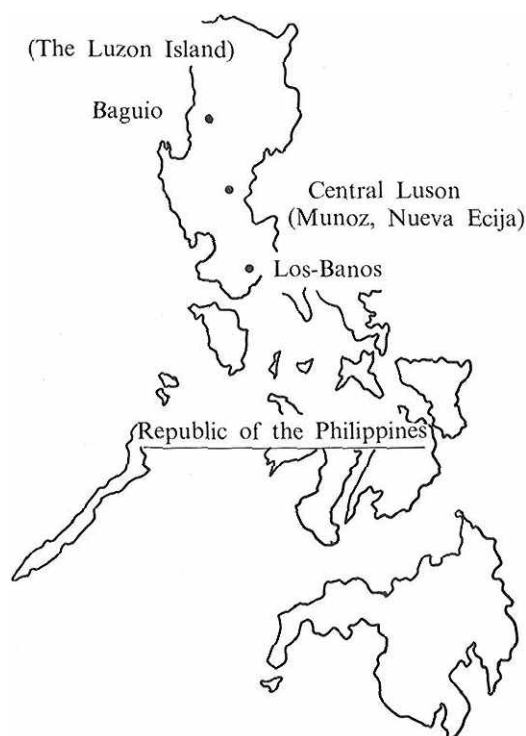 (The Luzon Island)
Baguio
Central Luson
(Munoz, Nueva Ecija)
Los-Banos
Republic of the Philippines